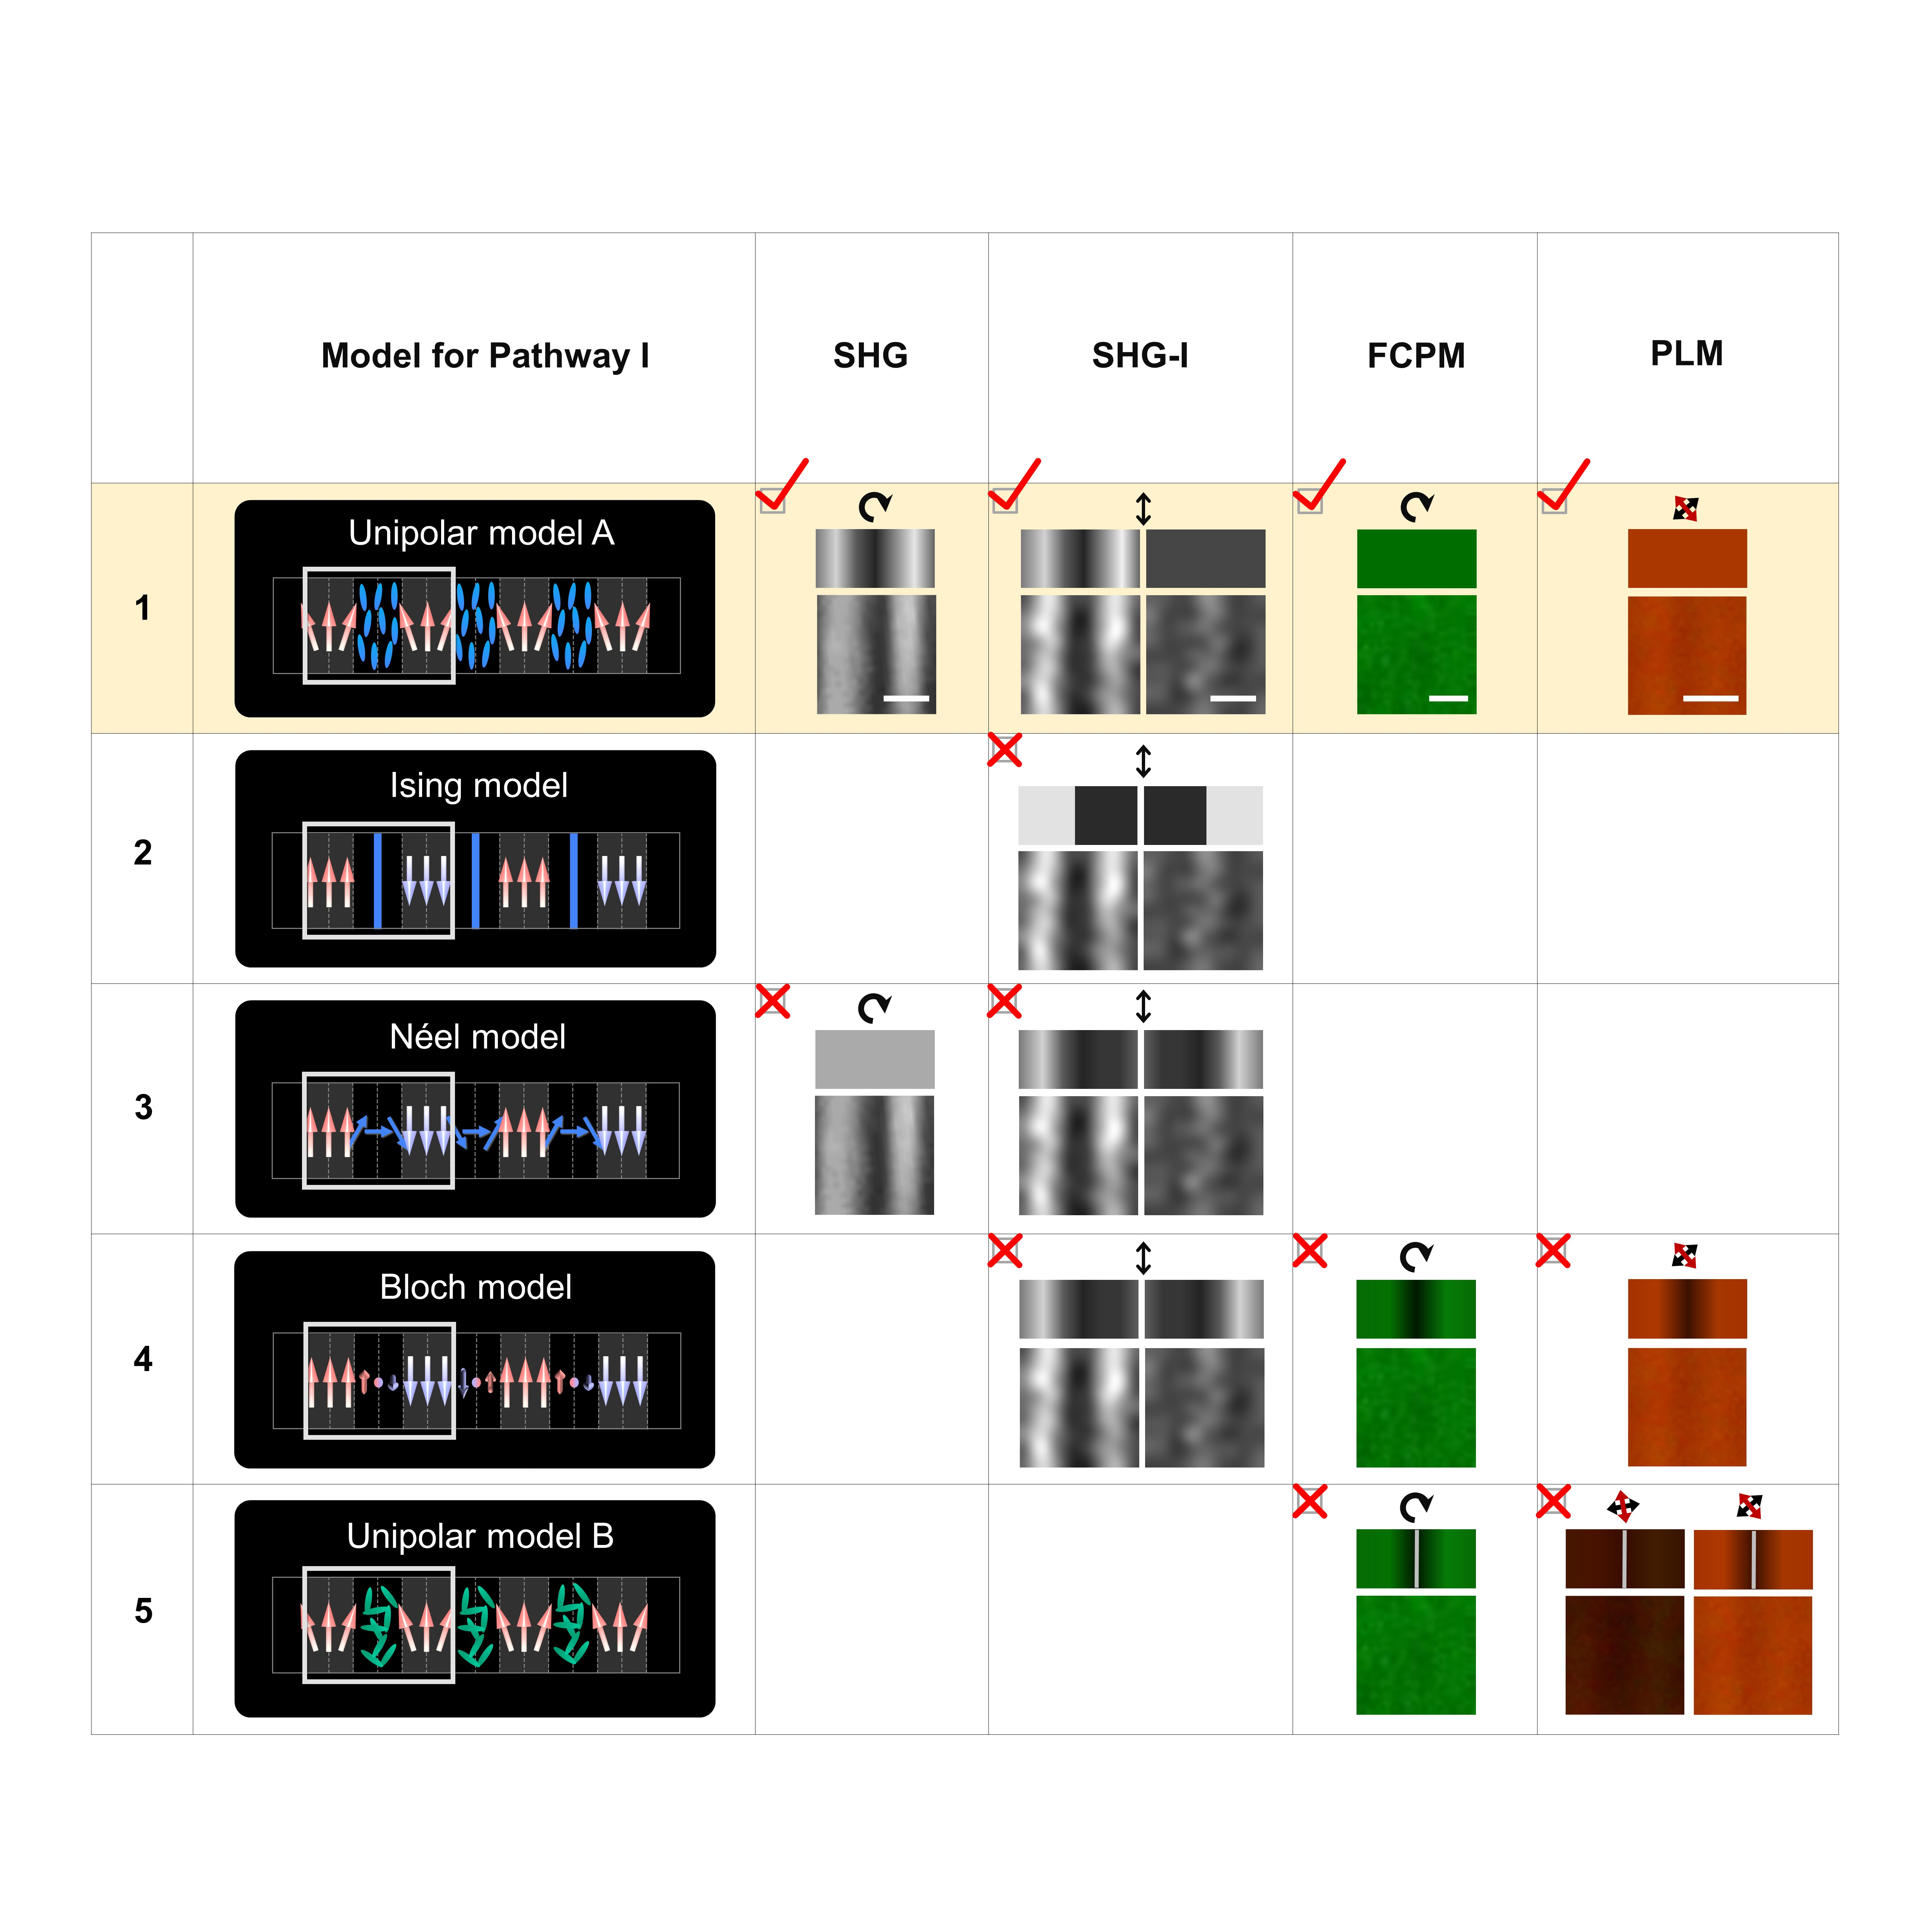 Model for Pathway I
SHG
SHG-I
FCPM
PLM
1
Unipolar model A
2
Ising model
3
Néel model
4
Bloch model
5
Unipolar model B